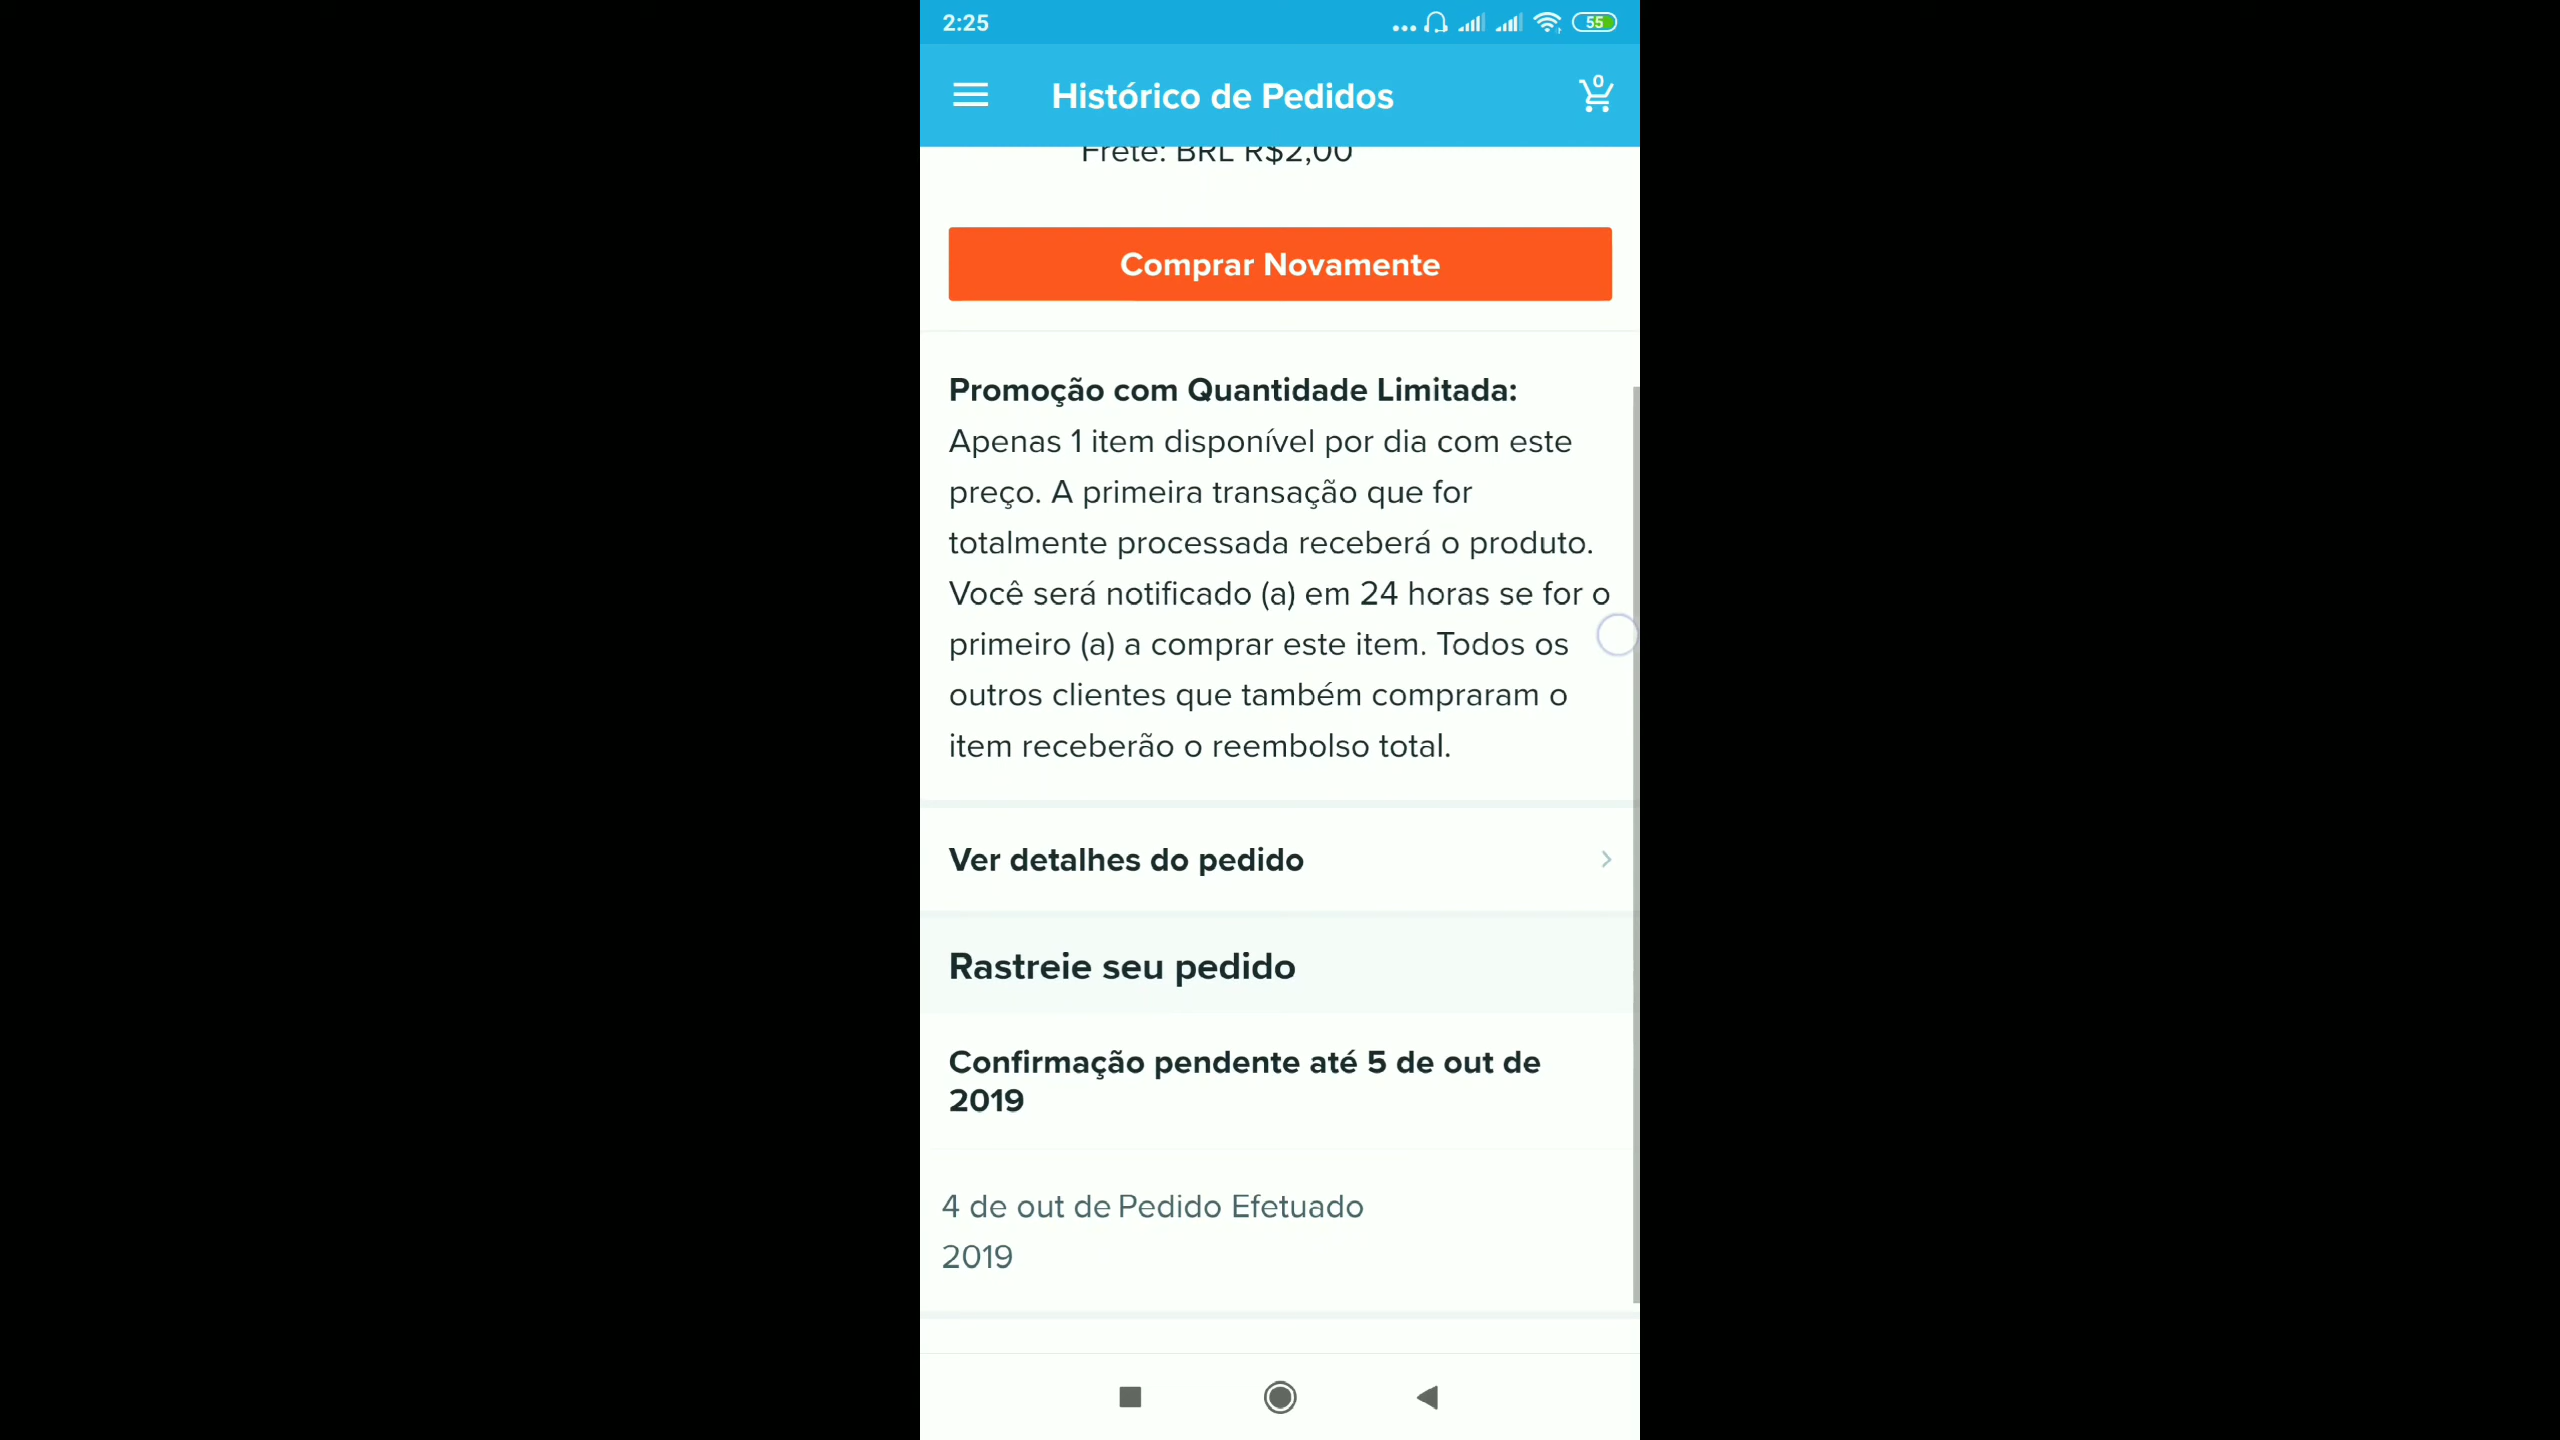 2:25
55
Histórico de Pedidos
0
Frete: BRL R$2,00
Comprar Novamente
Promoção com Quantidade Limitada:
Apenas 1 item disponível por dia com este
preço. A primeira transação que for
totalmente processada receberá o produto.
Você será notificado (a) em 24 horas se for o
primeiro (a) a comprar este item. Todos os
outros clientes que também compraram o
item receberão o reembolso total.
Ver detalhes do pedido
Rastreie seu pedido
Confirmação pendente até 5 de out de
2019
4 de out de Pedido Efetuado
2019